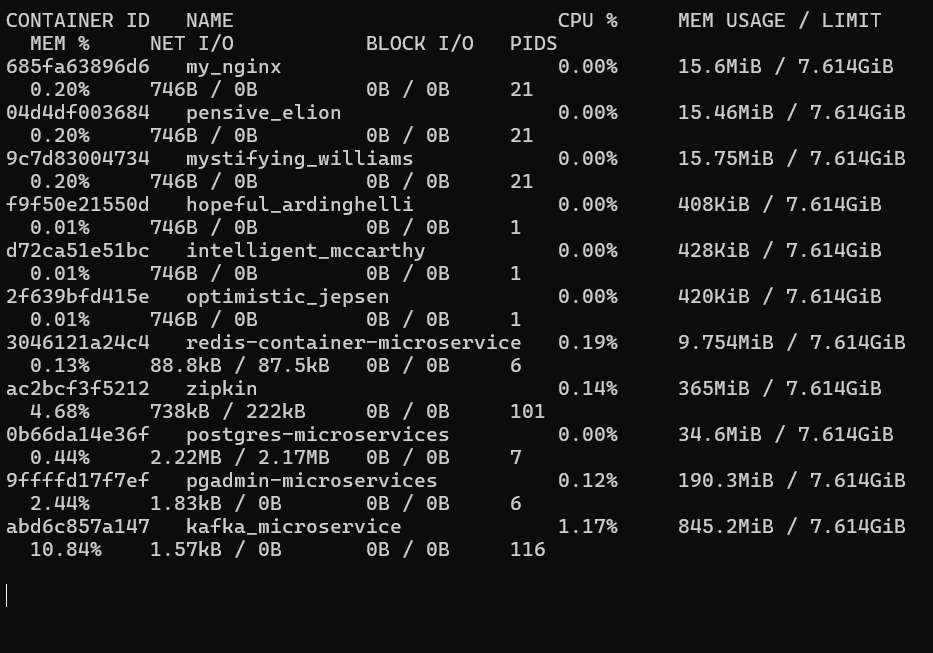 CONTAINER ID   NAME                           CPU %     MEM USAGE / LIMIT
  MEM %     NET I/O           BLOCK I/O   PIDS
685fa63896d6   my_nginx                       0.00%     15.6MiB / 7.614GiB
  0.20%     746B / 0B         0B / 0B     21
04d4df003684   pensive_elion                  0.00%     15.46MiB / 7.614GiB
  0.20%     746B / 0B         0B / 0B     21
9c7d83004734   mystifying_williams            0.00%     15.75MiB / 7.614GiB
  0.20%     746B / 0B         0B / 0B     21
f9f50e21550d   hopeful_ardinghelli            0.00%     408KiB / 7.614GiB
  0.01%     746B / 0B         0B / 0B     1
d72ca51e51bc   intelligent_mccarthy           0.00%     428KiB / 7.614GiB
  0.01%     746B / 0B         0B / 0B     1
2f639bfd415e   optimistic_jepsen              0.00%     420KiB / 7.614GiB
  0.01%     746B / 0B         0B / 0B     1
3046121a24c4   redis-container-microservice   0.19%     9.754MiB / 7.614GiB
  0.13%     88.8kB / 87.5kB   0B / 0B     6
ac2bcf3f5212   zipkin                         0.14%     365MiB / 7.614GiB
  4.68%     738kB / 222kB     0B / 0B     101
0b66da14e36f   postgres-microservices         0.00%     34.6MiB / 7.614GiB
  0.44%     2.22MB / 2.17MB   0B / 0B     7
9ffffd17f7ef   pgadmin-microservices          0.12%     190.3MiB / 7.614GiB
  2.44%     1.83kB / 0B       0B / 0B     6
abd6c857a147   kafka_microservice             1.17%     845.2MiB / 7.614GiB
  10.84%    1.57kB / 0B       0B / 0B     116